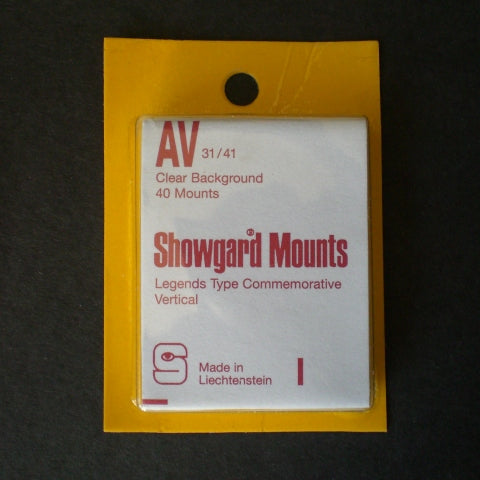 AV 31/41
Clear Background
40 Mounts
Showgard® Mounts
Legends Type Commemorative
Vertical
S
Made in
Liechtenstein